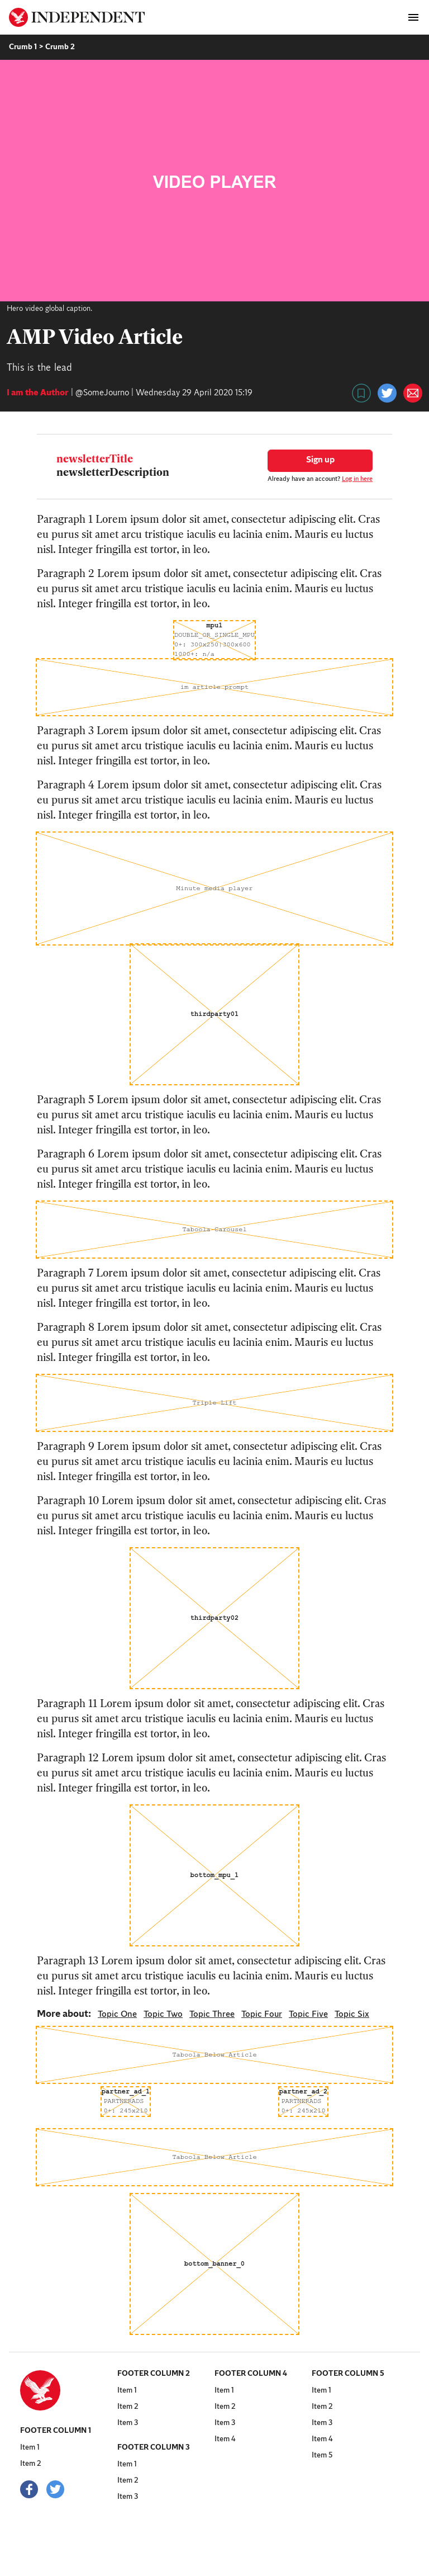 INDEPENDENT
Crumb 1 > Crumb 2
VIDEO PLAYER
Hero video global caption.
AMP Video Article
This is the lead
I am the Author | @SomeJourno | Wednesday 29 April 2020 15:19
newsletterTitle
newsletterDescription
Sign up
Already have an account? Log in here
Paragraph 1 Lorem ipsum dolor sit amet, consectetur adipiscing elit. Cras
eu purus sit amet arcu tristique iaculis eu lacinia enim. Mauris eu luctus
nisl. Integer fringilla est tortor, in leo.
Paragraph 2 Lorem ipsum dolor sit amet, consectetur adipiscing elit. Cras
eu purus sit amet arcu tristique iaculis eu lacinia enim. Mauris eu luctus
nisl. Integer fringilla est tortor, in leo.
mpu1
DOUBLE_OR_SINGLE_MPU
0+: 300x250|300x600
1000+: n/a
im article prompt
Paragraph 3 Lorem ipsum dolor sit amet, consectetur adipiscing elit. Cras
eu purus sit amet arcu tristique iaculis eu lacinia enim. Mauris eu luctus
nisl. Integer fringilla est tortor, in leo.
Paragraph 4 Lorem ipsum dolor sit amet, consectetur adipiscing elit. Cras
eu purus sit amet arcu tristique iaculis eu lacinia enim. Mauris eu luctus
nisl. Integer fringilla est tortor, in leo.
Minute media player
thirdparty01
Paragraph 5 Lorem ipsum dolor sit amet, consectetur adipiscing elit. Cras
eu purus sit amet arcu tristique iaculis eu lacinia enim. Mauris eu luctus
nisl. Integer fringilla est tortor, in leo.
Paragraph 6 Lorem ipsum dolor sit amet, consectetur adipiscing elit. Cras
eu purus sit amet arcu tristique iaculis eu lacinia enim. Mauris eu luctus
nisl. Integer fringilla est tortor, in leo.
Taboola Carousel
Paragraph 7 Lorem ipsum dolor sit amet, consectetur adipiscing elit. Cras
eu purus sit amet arcu tristique iaculis eu lacinia enim. Mauris eu luctus
nisl. Integer fringilla est tortor, in leo.
Paragraph 8 Lorem ipsum dolor sit amet, consectetur adipiscing elit. Cras
eu purus sit amet arcu tristique iaculis eu lacinia enim. Mauris eu luctus
nisl. Integer fringilla est tortor, in leo.
Triple Lift
Paragraph 9 Lorem ipsum dolor sit amet, consectetur adipiscing elit. Cras
eu purus sit amet arcu tristique iaculis eu lacinia enim. Mauris eu luctus
nisl. Integer fringilla est tortor, in leo.
Paragraph 10 Lorem ipsum dolor sit amet, consectetur adipiscing elit. Cras
eu purus sit amet arcu tristique iaculis eu lacinia enim. Mauris eu luctus
nisl. Integer fringilla est tortor, in leo.
thirdparty02
Paragraph 11 Lorem ipsum dolor sit amet, consectetur adipiscing elit. Cras
eu purus sit amet arcu tristique iaculis eu lacinia enim. Mauris eu luctus
nisl. Integer fringilla est tortor, in leo.
Paragraph 12 Lorem ipsum dolor sit amet, consectetur adipiscing elit. Cras
eu purus sit amet arcu tristique iaculis eu lacinia enim. Mauris eu luctus
nisl. Integer fringilla est tortor, in leo.
bottom_mpu_1
Paragraph 13 Lorem ipsum dolor sit amet, consectetur adipiscing elit. Cras
eu purus sit amet arcu tristique iaculis eu lacinia enim. Mauris eu luctus
nisl. Integer fringilla est tortor, in leo.
More about: Topic One Topic Two Topic Three Topic Four Topic Five Topic Six
Taboola Below Article
partner_ad_1
PARTNERADS
0+: 245x210
partner_ad_2
PARTNERADS
0+: 245x210
Taboola Below Article
bottom_banner_0
FOOTER COLUMN 1
Item 1
Item 2
FOOTER COLUMN 2
Item 1
Item 2
Item 3
FOOTER COLUMN 3
Item 1
Item 2
Item 3
FOOTER COLUMN 4
Item 1
Item 2
Item 3
Item 4
FOOTER COLUMN 5
Item 1
Item 2
Item 3
Item 4
Item 5